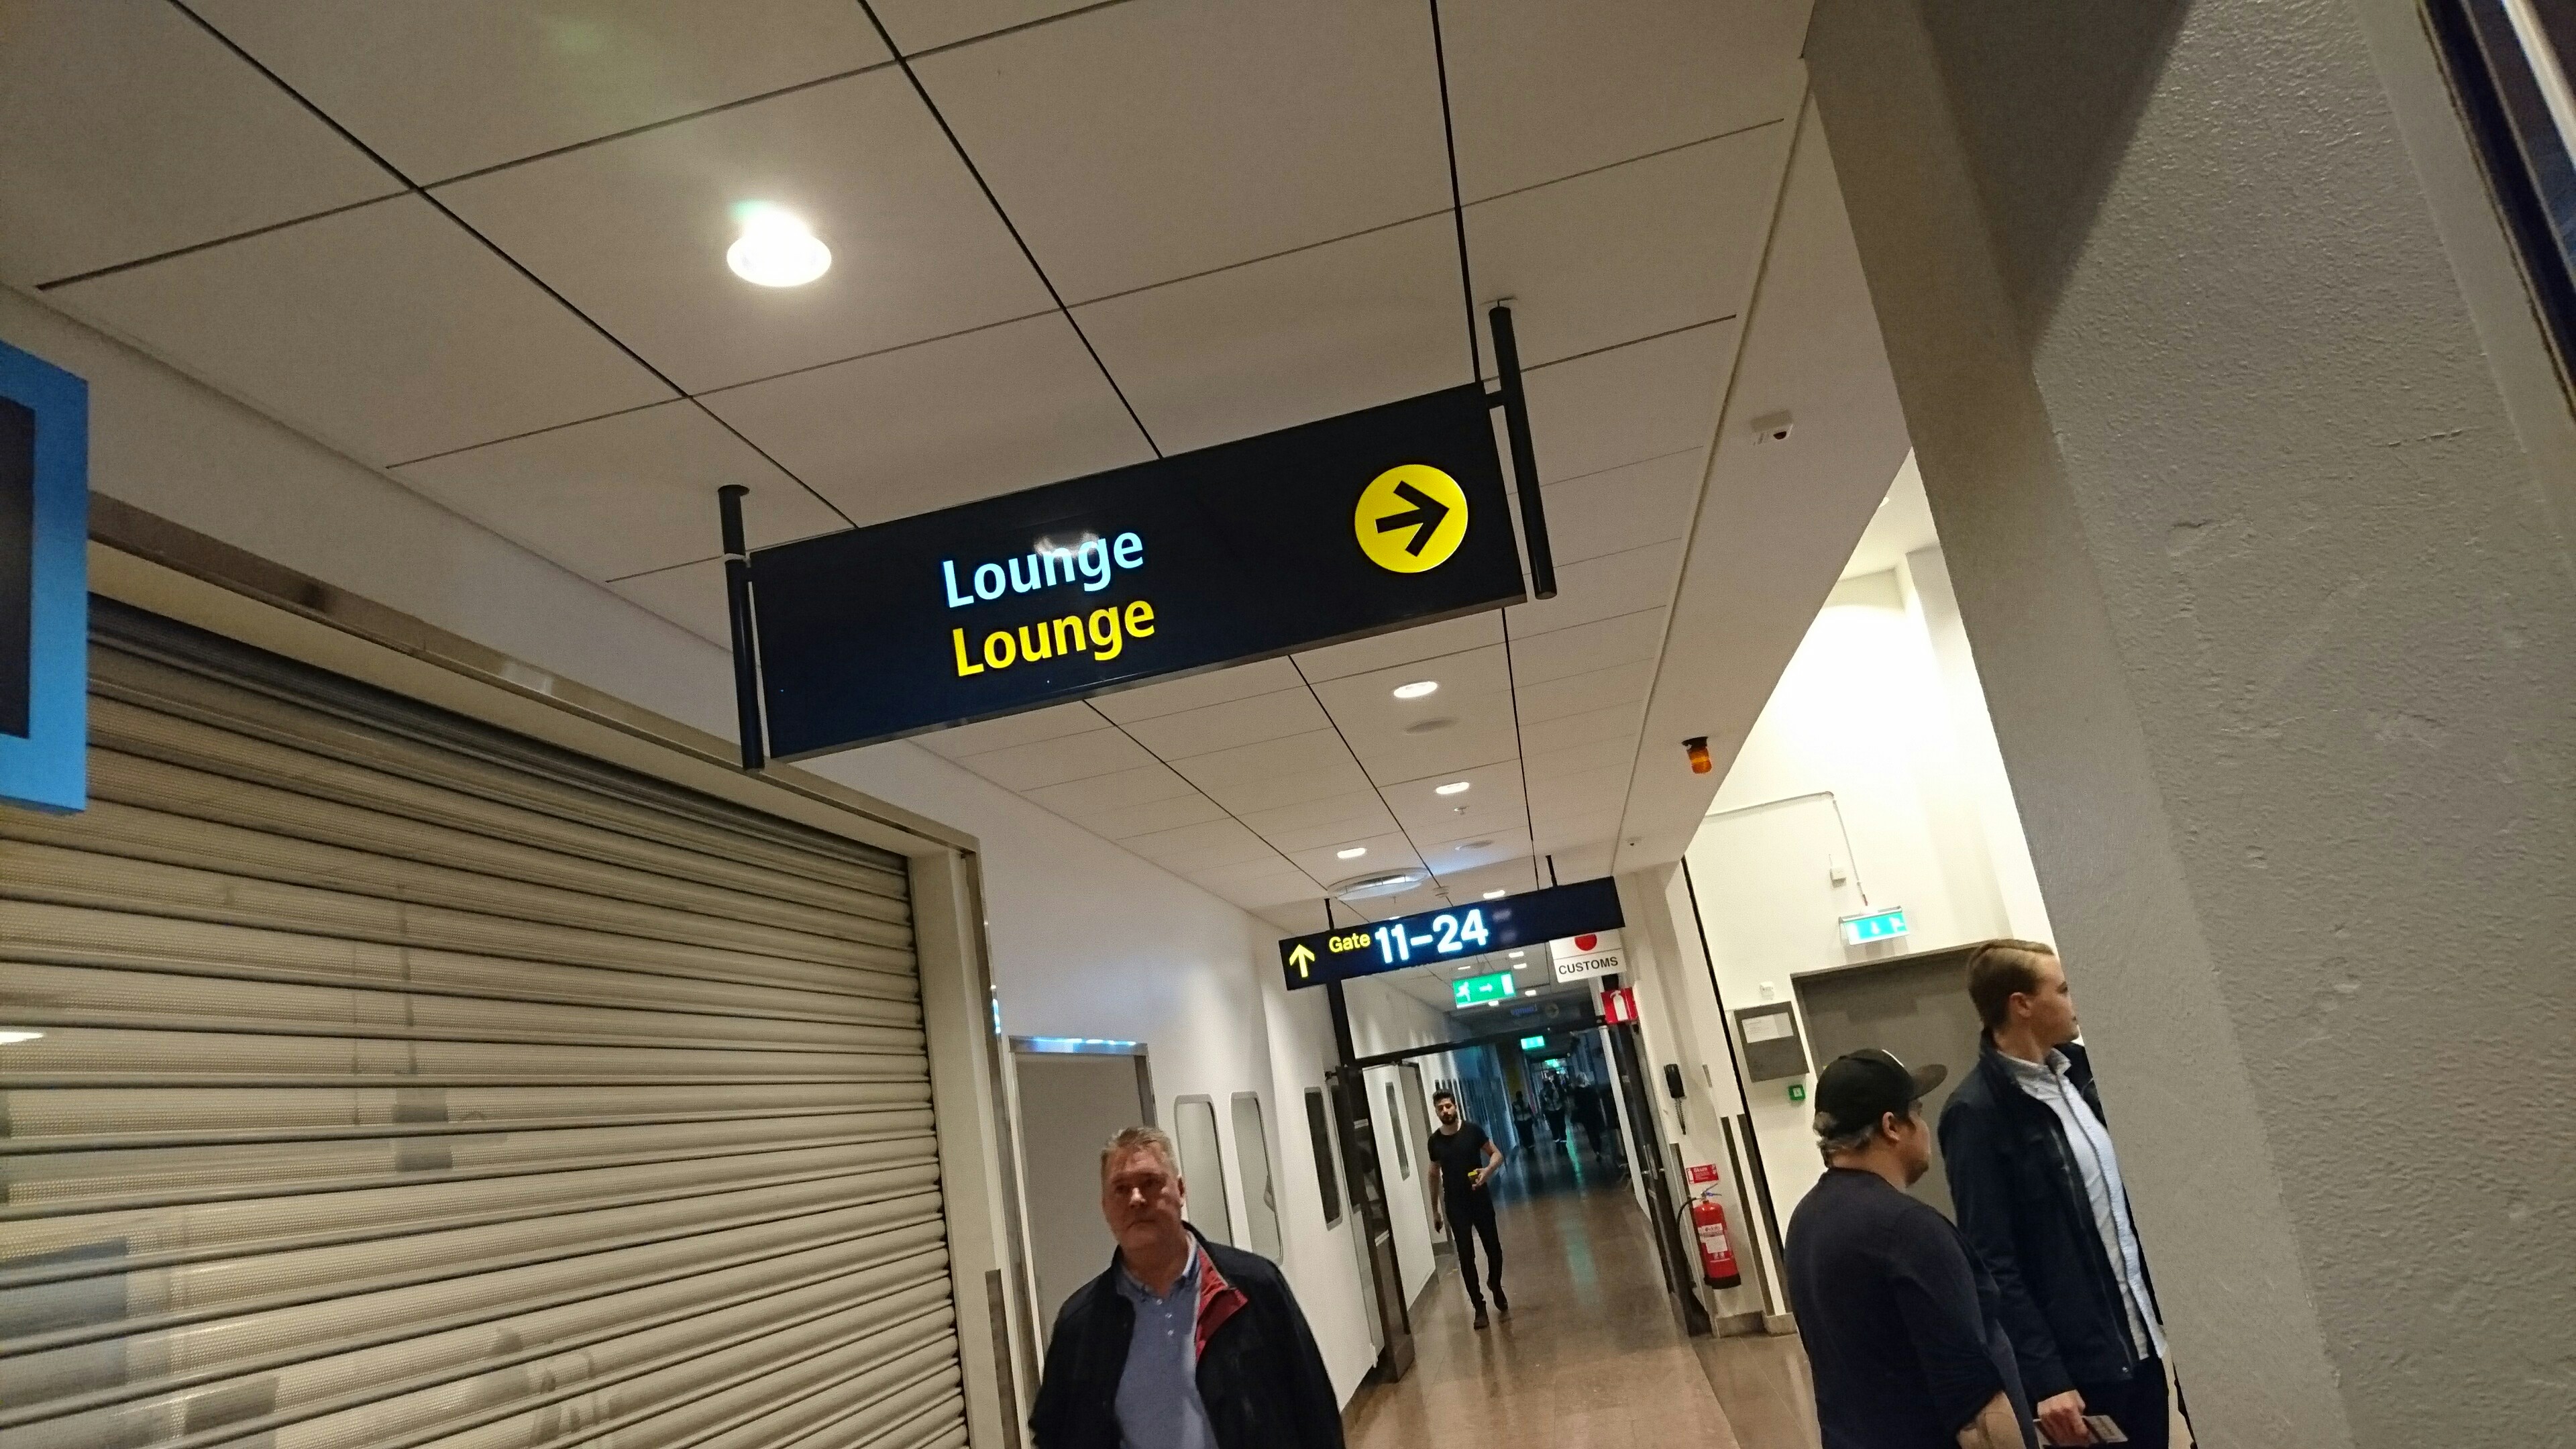 Lounge
Lounge
Gate 11-24
CUSTOMS